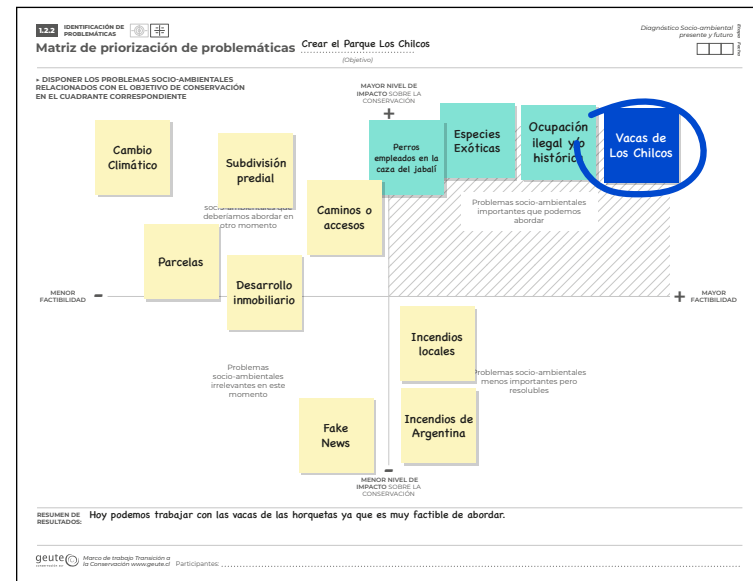 1.2.2 IDENTIFICACIÓN DE
PROBLEMÁTICAS
Matriz de priorización de problemáticas Crear el Parque Los Chilcos
(Objetivo)
Diagnóstico Socio-ambiental
presente y futuro
Etapa Fecha
▸ DISPONER LOS PROBLEMAS SOCIO-AMBIENTALES
RELACIONADOS CON EL OBJETIVO DE CONSERVACIÓN
EN EL CUADRANTE CORRESPONDIENTE
MAYOR NIVEL DE
IMPACTO SOBRE LA
CONSERVACIÓN
+
Cambio
Climático
Subdivisión
predial
socio-ambientales que
deberíamos abordar en
otro momento
Caminos o
accesos
Parcelas
Desarrollo
inmobiliario
Perros
empleados en la
caza del jabalí
Especies
Exóticas
Ocupación
ilegal y/o
histórica
Vacas de
Los Chilcos
Problemas socio-ambientales
importantes que podemos
abordar
MENOR
FACTIBILIDAD
-
+
MAYOR
FACTIBILIDAD
Problemas
socio-ambientales
irrelevantes en este
momento
Fake
News
Incendios
locales
Problemas socio-ambientales
menos importantes pero
resolubles
Incendios de
Argentina
-
MENOR NIVEL DE
IMPACTO SOBRE LA
CONSERVACIÓN
RESUMEN DE
RESULTADOS:
Hoy podemos trabajar con las vacas de las horquetas ya que es muy factible de abordar.
geute
Marco de trabajo Transición a
la Conservación www.geute.cl
Participantes: